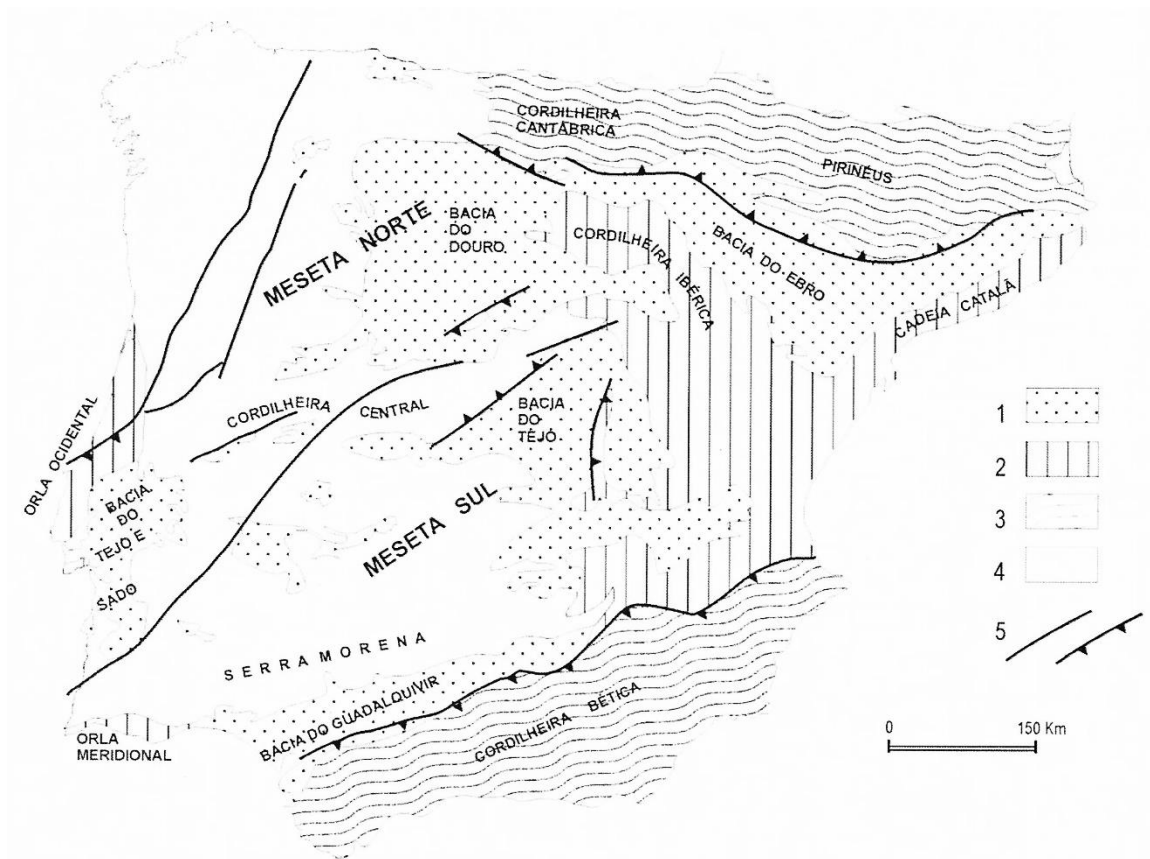 CORDILHEIRA
CANTÁBRICA
PIRINÉUS
MESETA NORTE
BACIA
DO
DOURO
CORDILHEIRA IBÉRICA
BACIA DO EBRO
CADEIA CATALÃ
ORLA OCIDENTAL
CORDILHEIRA CENTRAL
BACIA
DO
TEJO
BACIA
DO
TEJO E
SADO
MESETA SUL
SERRA MORENA
BACIA DO GUADALQUIVIR
CORDILHEIRA BÉTICA
ORLA
MERIDIONAL
1
2
3
4
5
0 150 Km